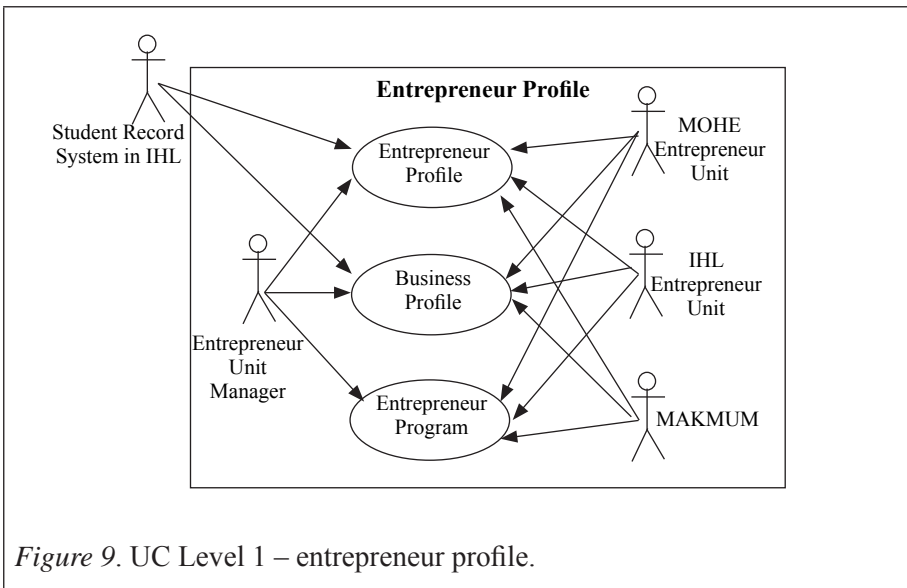 Entrepreneur Profile
Student Record
System in IHL
Entrepreneur
Profile
MOHE
Entrepreneur
Unit
Business
Profile
IHL
Entrepreneur
Unit
Entrepreneur
Unit
Manager
Entrepreneur
Program
MAKMUM
Figure 9. UC Level 1 – entrepreneur profile.